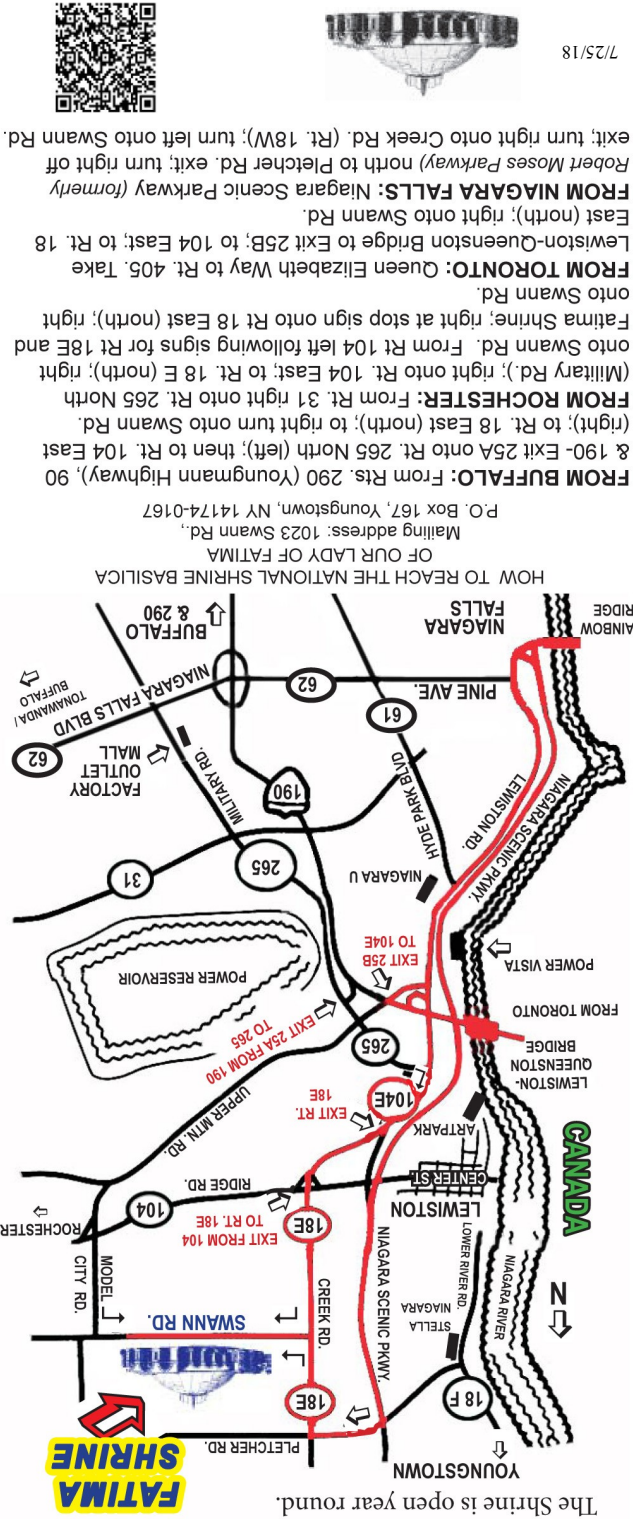 The Shrine is open year round.
FATIMA
SHRINE
YOUNGSTOWN
PLETCHER RD.
18 F
18E
STELLA
NIAGARA
LOWER RIVER RD.
NIAGARA RIVER
N
NIAGARA SCENIC PKWY.
CREEK RD.
SWANN RD.
MODEL
CITY RD.
18E
EXIT FROM 104
TO RT. 18E
LEWISTON
CENTER ST
RIDGE RD.
104
ROCHESTER
CANADA
ARTPARK
EXIT RT.
18E
104E
UPPER MTN. RD.
LEWISTON-
QUEENSTON
BRIDGE
FROM TORONTO
265
EXIT 25A FROM 190
TO 265
EXIT 25B
TO 104E
POWER RESERVOIR
POWER VISTA
NIAGARA U
31
265
190
NIAGARA SCENIC PKWY.
LEWISTON RD.
HYDE PARK BLVD
MILITARY RD.
FACTORY
OUTLET
MALL
62
61
PINE AVE.
62
NIAGARA FALLS BLVD
TONAWANDA /
BUFFALO
AINBOW
RIDGE
NIAGARA
FALLS
BUFFALO
& 290
HOW TO REACH THE NATIONAL SHRINE BASILICA
OF OUR LADY OF FATIMA
Mailing address: 1023 Swann Rd.,
P.O. Box 167, Youngstown, NY 14174-0167
FROM BUFFALO: From Rts. 290 (Youngmann Highway), 90
& 190- Exit 25A onto Rt. 265 North (left); then to Rt. 104 East
(right); to Rt. 18 East (north); to right turn onto Swann Rd.
FROM ROCHESTER: From Rt. 31 right onto Rt. 265 North
(Military Rd.); right onto Rt. 104 East; to Rt. 18 E (north); right
onto Swann Rd. From Rt 104 left following signs for Rt 18E and
Fatima Shrine; right at stop sign onto Rt 18 East (north); right
onto Swann Rd.
FROM TORONTO: Queen Elizabeth Way to Rt. 405. Take
Lewiston-Queenston Bridge to Exit 25B; to 104 East; to Rt. 18
East (north); right onto Swann Rd.
FROM NIAGARA FALLS: Niagara Scenic Parkway (formerly
Robert Moses Parkway) north to Pletcher Rd. exit; turn right off
exit; turn right onto Creek Rd. (Rt. 18W); turn left onto Swann Rd.
7/25/18